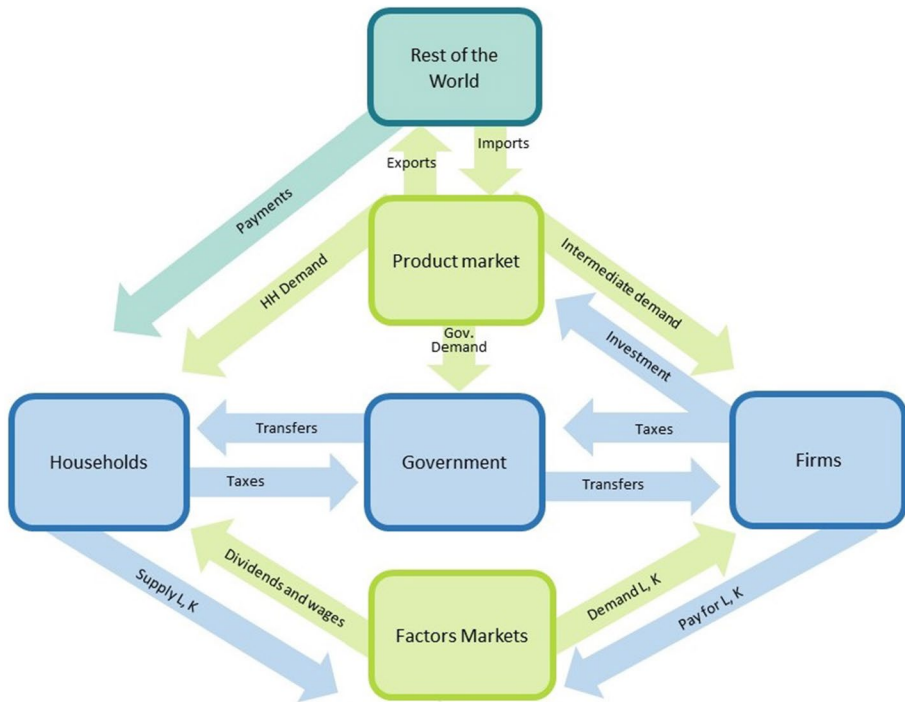 Rest of the
World
Imports
Exports
Payments
Product market
HH Demand
Intermediate demand
Gov.
Demand
Investment
Transfers
Taxes
Households
Government
Firms
Taxes
Transfers
Dividends and wages
Supply L, K
Demand L, K
Pay for L, K
Factors Markets